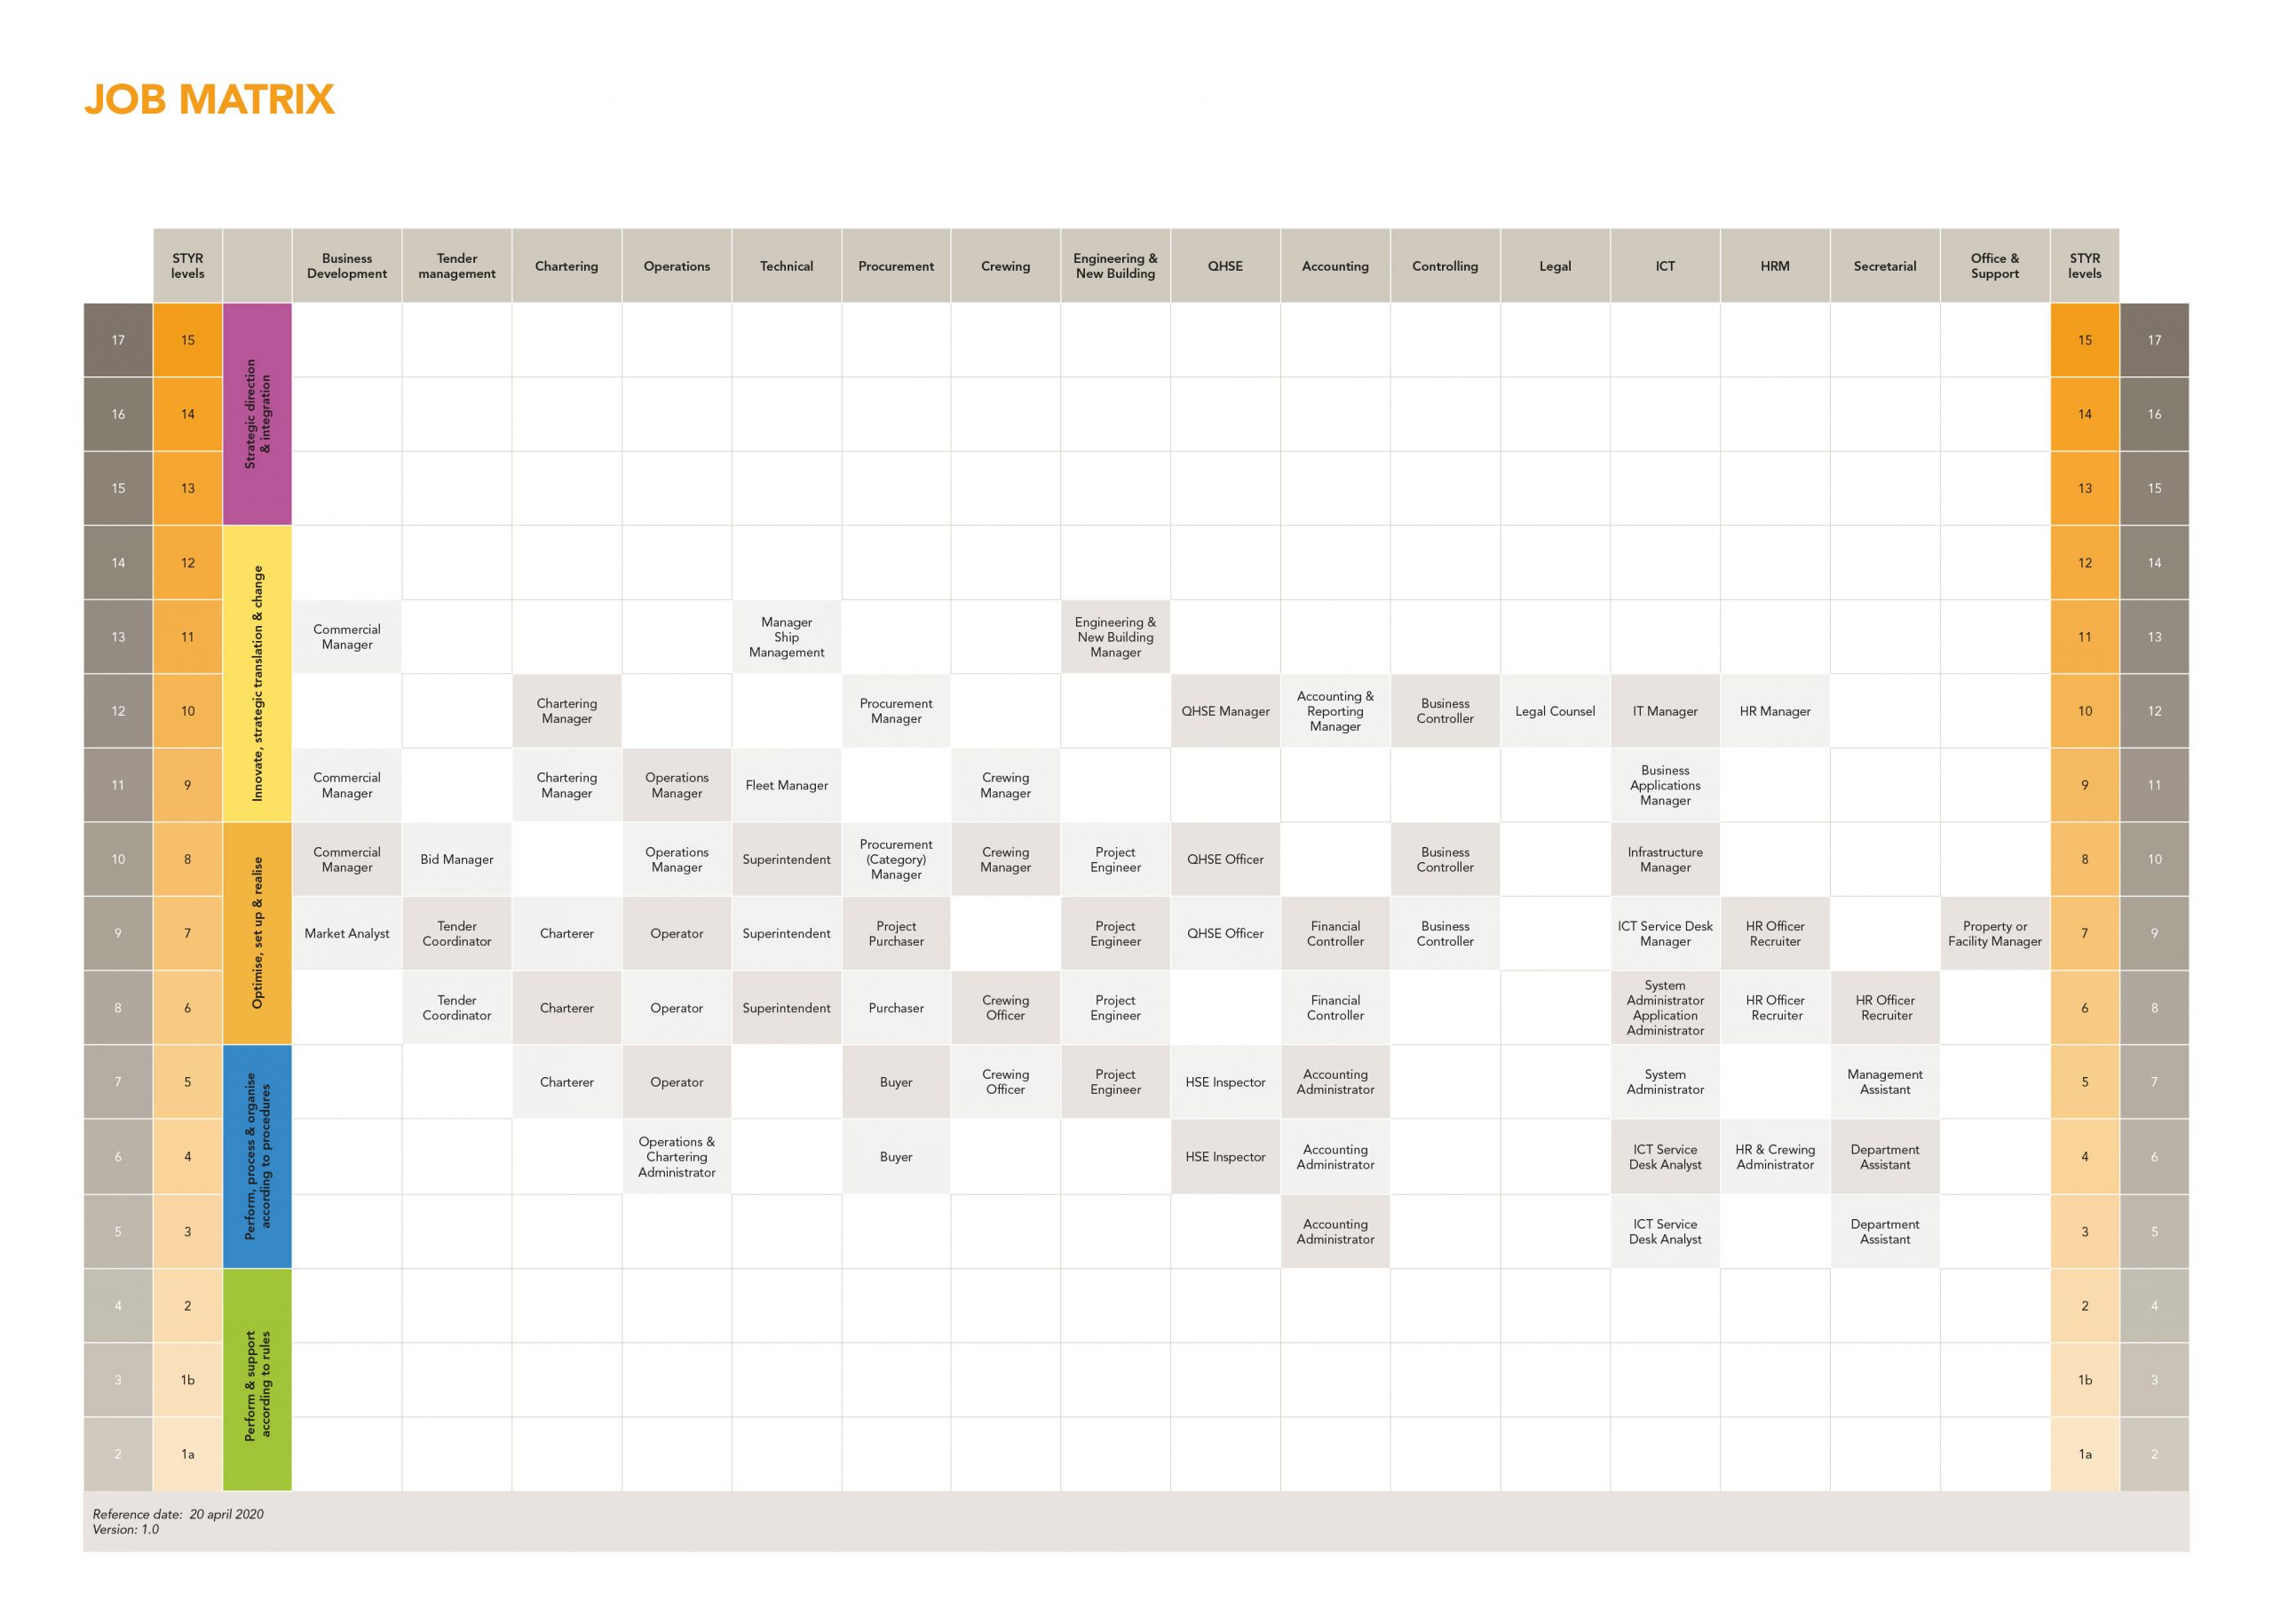 JOB MATRIX
STYR levels
Business Development
Tender management
Chartering
Operations
Technical
Procurement
Crewing
Engineering & New Building
QHSE
Accounting
Controlling
Legal
ICT
HRM
Secretarial
Office & Support
STYR levels
Strategic direction & integration
17 15 15 17
16 14 14 16
15 13 13 15
Innovate, strategic translation & change
14 12 12 14
13 11 Commercial Manager Manager Ship Management Engineering & New Building Manager 11 13
12 10 Chartering Manager Procurement Manager QHSE Manager Accounting & Reporting Manager Business Controller Legal Counsel IT Manager HR Manager 10 12
11 9 Commercial Manager Chartering Manager Operations Manager Fleet Manager Crewing Manager Business Applications Manager 9 11
Optimise, set up & realise
10 8 Commercial Manager Bid Manager Operations Manager Superintendent Procurement (Category) Manager Crewing Manager Project Engineer QHSE Officer Business Controller Infrastructure Manager 8 10
9 7 Market Analyst Tender Coordinator Charterer Operator Superintendent Project Purchaser Project Engineer QHSE Officer Financial Controller Business Controller ICT Service Desk Manager HR Officer Recruiter Property or Facility Manager 7 9
8 6 Tender Coordinator Charterer Operator Superintendent Purchaser Crewing Officer Project Engineer Financial Controller System Administrator Application Administrator HR Officer Recruiter HR Officer Recruiter 6 8
Perform, process & organise according to procedures
7 5 Charterer Operator Buyer Crewing Officer Project Engineer HSE Inspector Accounting Administrator System Administrator Management Assistant 5 7
6 4 Operations & Chartering Administrator Buyer HSE Inspector Accounting Administrator ICT Service Desk Analyst HR & Crewing Administrator Department Assistant 4 6
5 3 Accounting Administrator ICT Service Desk Analyst Department Assistant 3 5
Perform & support according to rules
4 2 2 4
3 1b 1b 3
2 1a 1a 2
Reference date: 20 april 2020
Version: 1.0